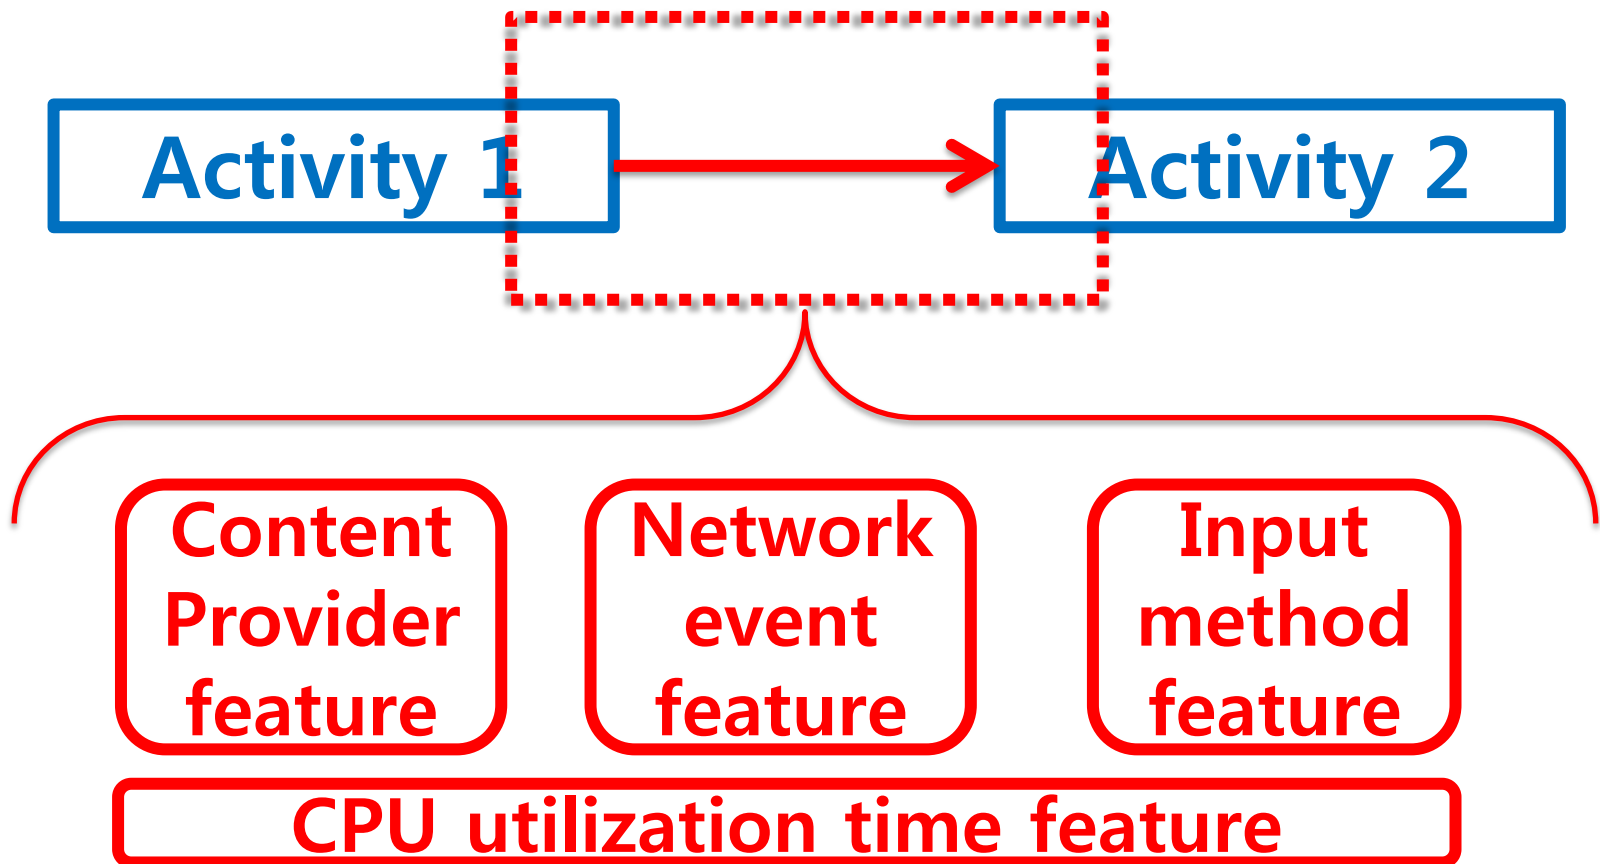 Activity 1
Activity 2
Content
Provider
feature
Network
event
feature
Input
method
feature
CPU utilization time feature